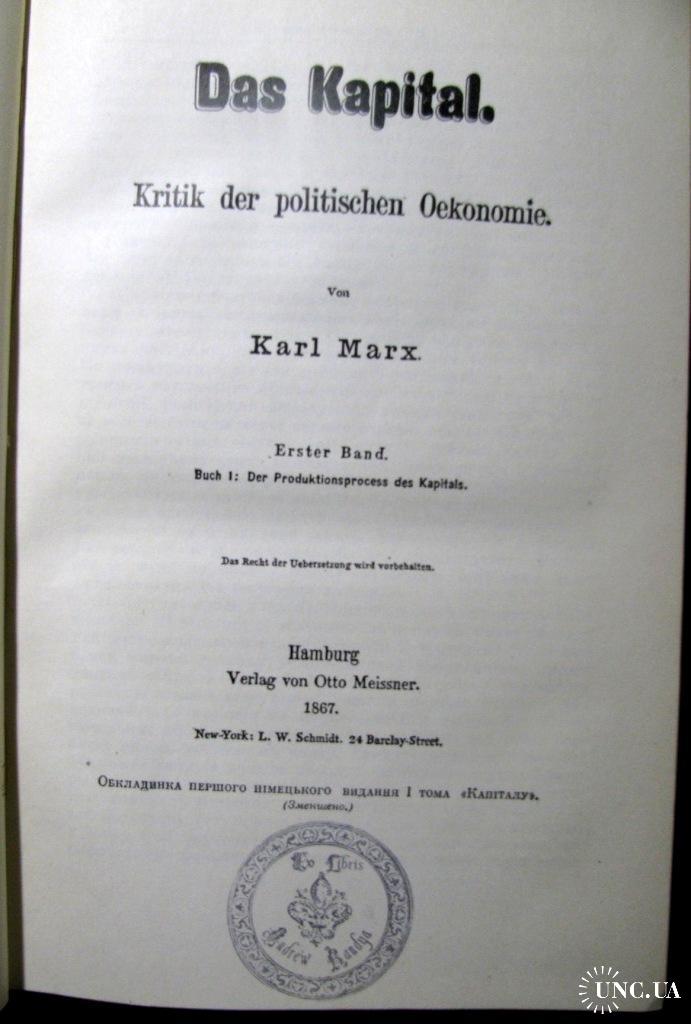 Das Kapital.
Kritik der politischen Oekonomie.
Von
Karl Marx.
Erster Band.
Buch I: Der Produktionsprocess des Kapitals.
Das Recht der Uebersetzung wird vorbehalten.
Hamburg
Verlag von Otto Meissner.
1867.
New-York: L. W. Schmidt. 24 Barclay-Street.
Обкладинка першого німецького видання I тома «Капіталу».
(Зменшено.)
Ex Libris
Andrew
UNC.UA